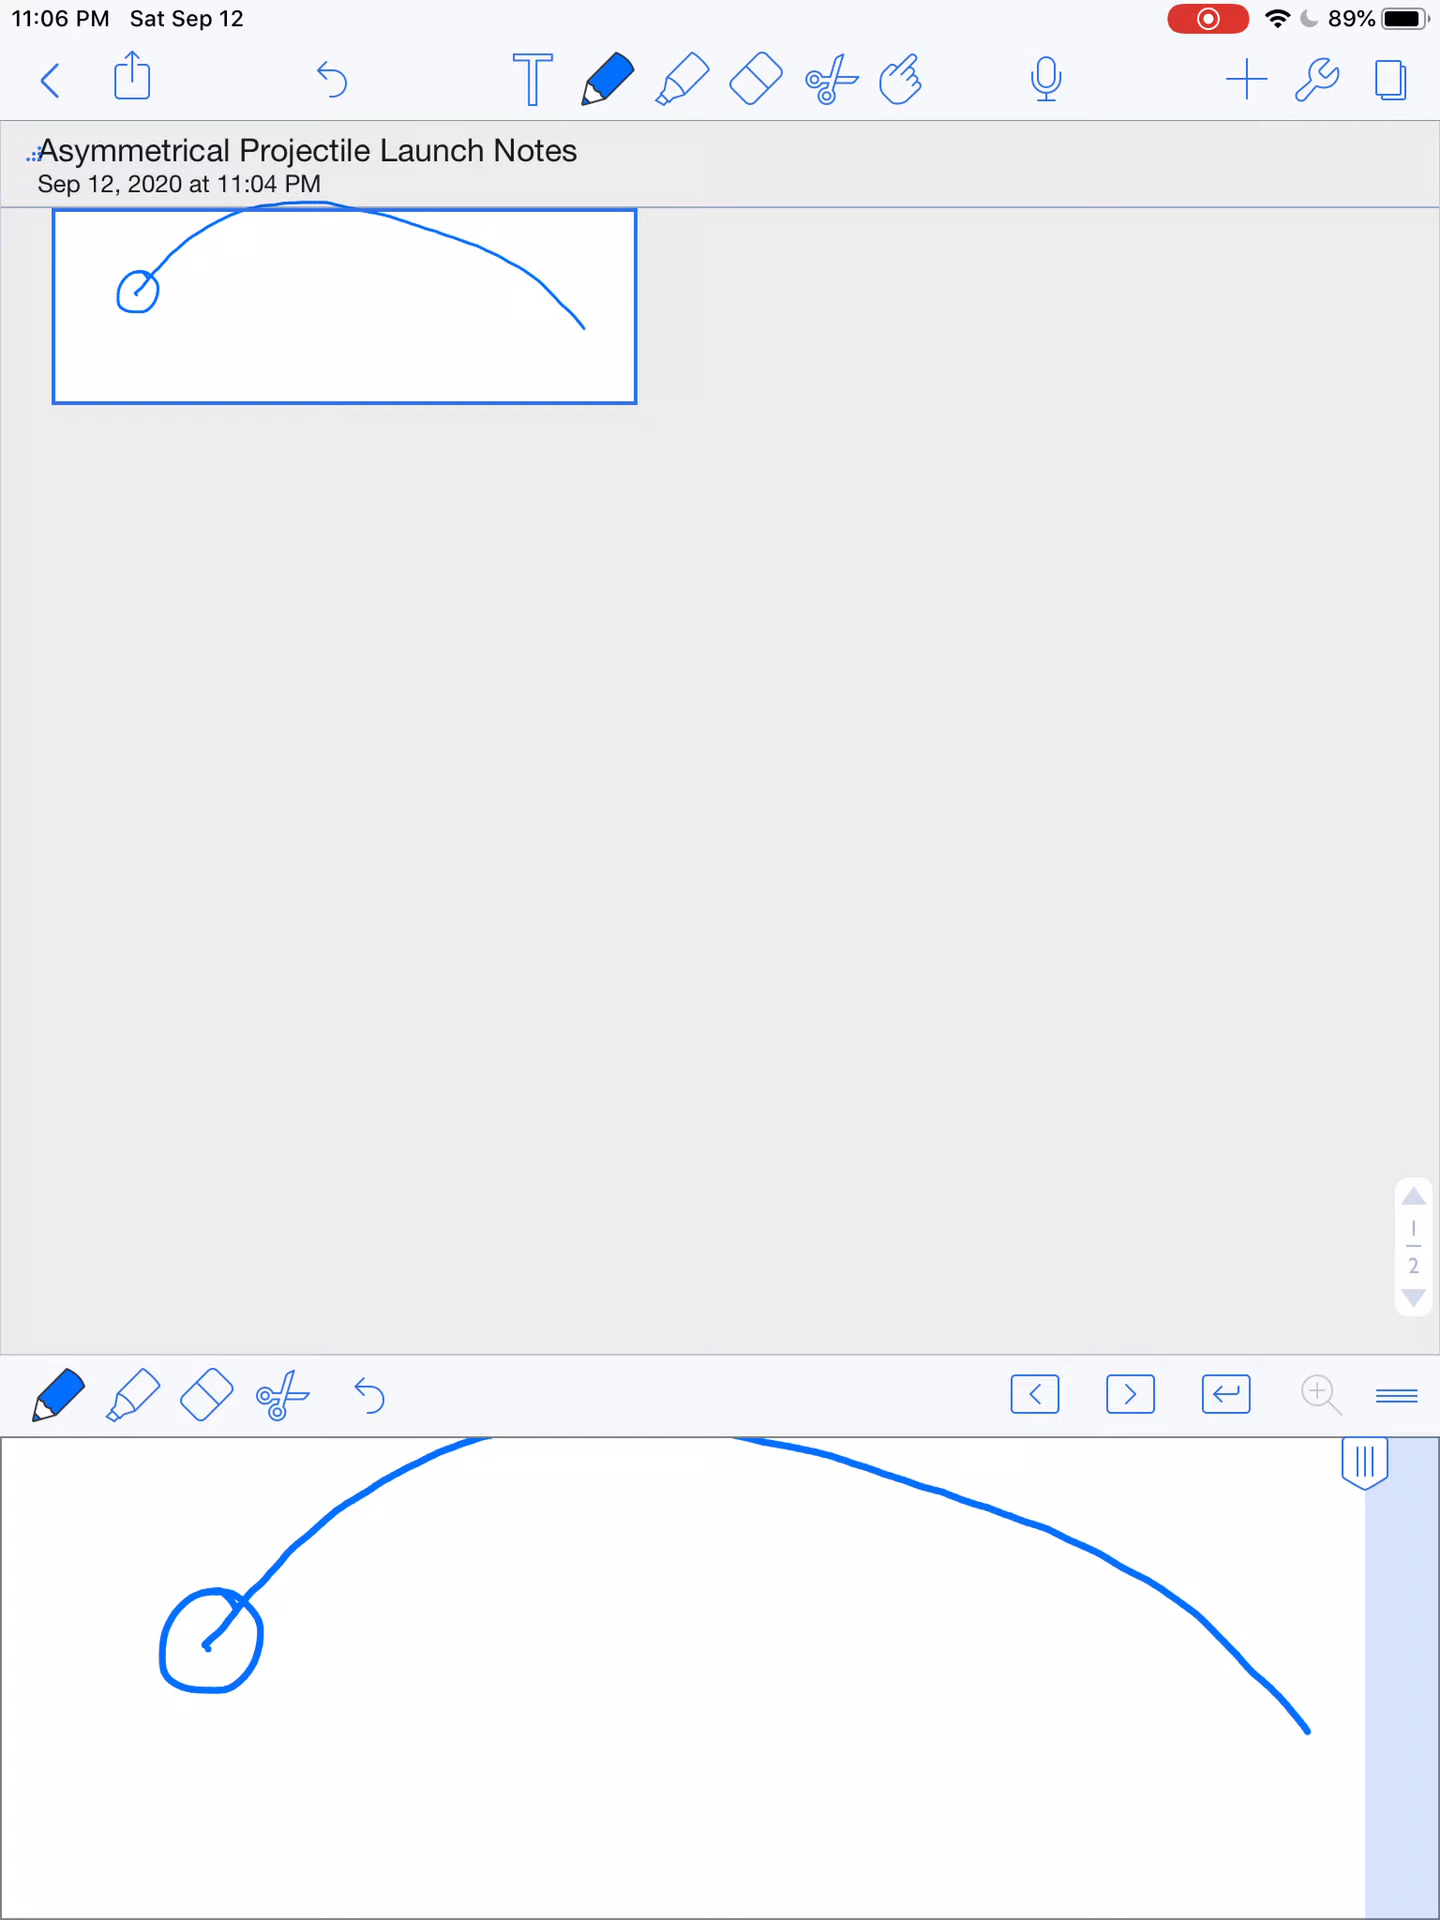 11:06 PM Sat Sep 12
89%
T
Asymmetrical Projectile Launch Notes
Sep 12, 2020 at 11:04 PM
1
2